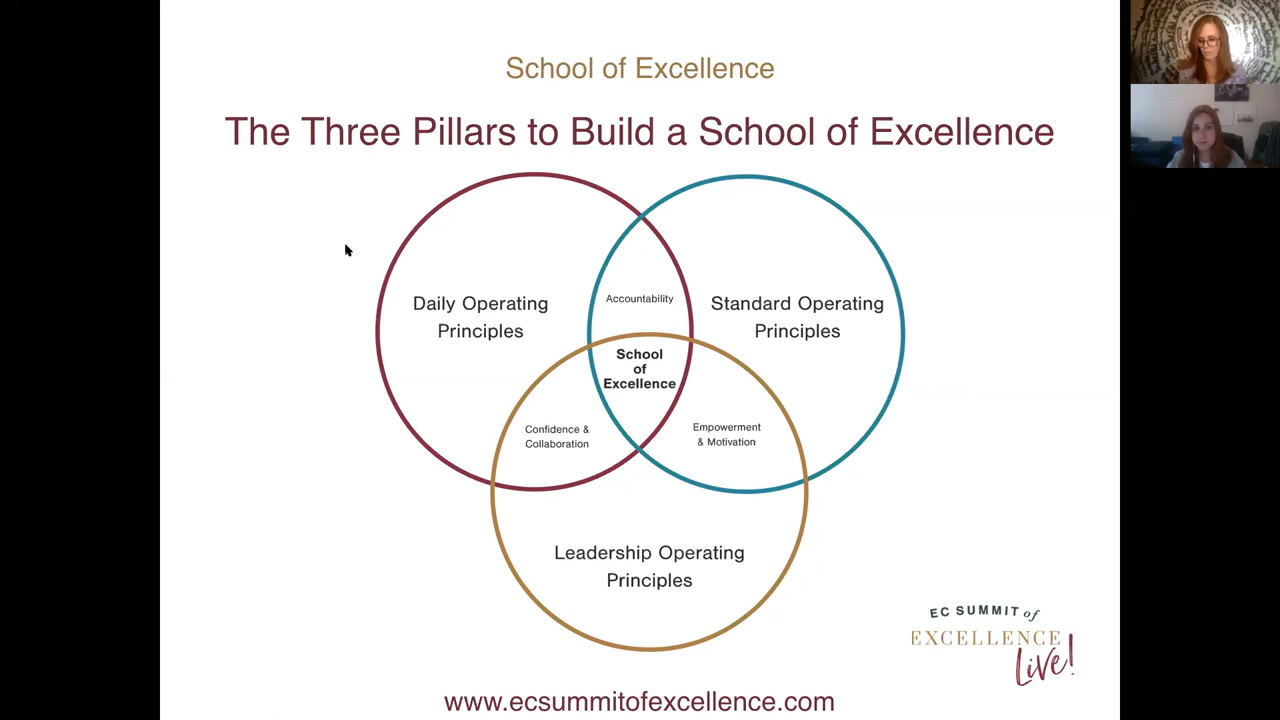 School of Excellence
The Three Pillars to Build a School of Excellence
Daily Operating
Principles
Accountability
Standard Operating
Principles
School
of
Excellence
Confidence &
Collaboration
Empowerment
& Motivation
Leadership Operating
Principles
EC SUMMIT of
EXCELLENCE
Live!
www.ecsummitofexcellence.com